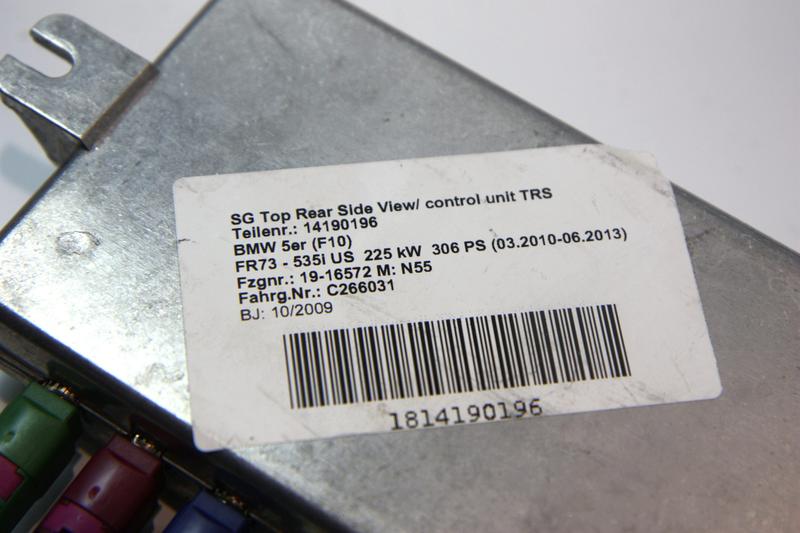 SG Top Rear Side View/ control unit TRS
Teilenr.: 14190196
BMW 5er (F10)
FR73 - 535i US 225 kW 306 PS (03.2010-06.2013)
Fzgnr.: 19-16572 M: N55
Fahrg.Nr.: C266031
BJ: 10/2009
1814190196